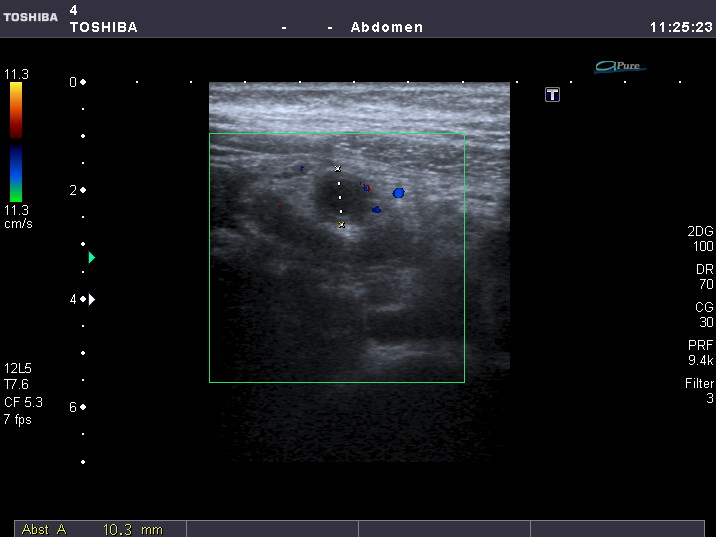 TOSHIBA
4
TOSHIBA - - Abdomen 11:25:23
11.3
11.3
cm/s
0
2
4
6
Pure
T
2DG
100
DR
70
CG
30
PRF
9.4k
Filter
3
12L5
T7.6
CF 5.3
7 fps
Abst A 10.3 mm